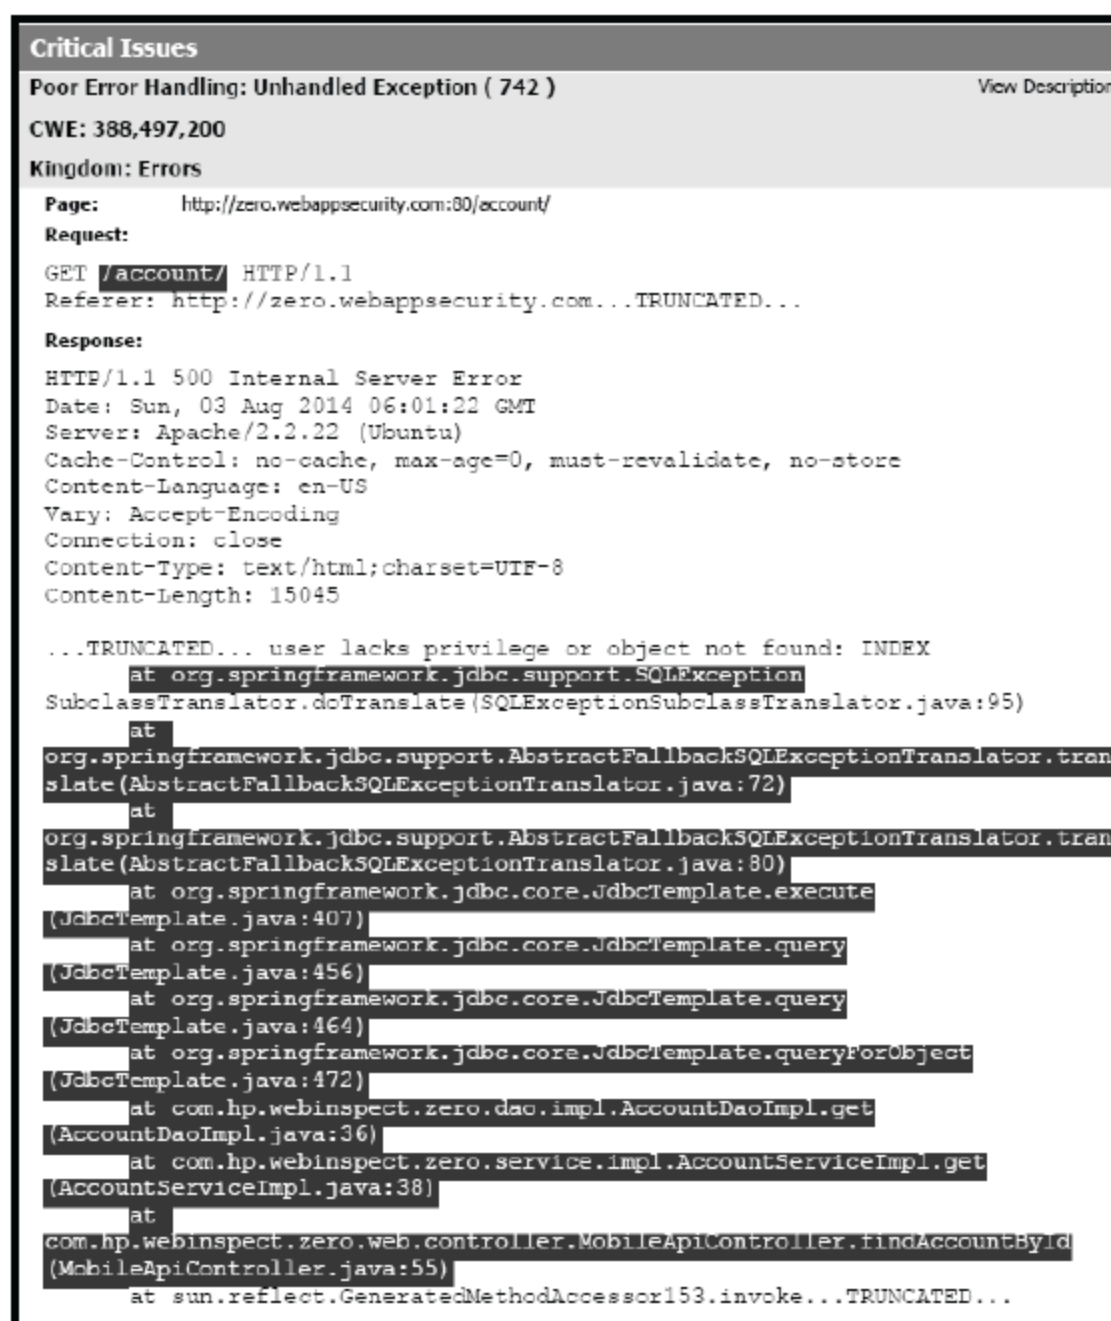 Critical Issues
Poor Error Handling: Unhandled Exception ( 742 ) View Description
CWE: 388,497,200
Kingdom: Errors
Page: http://zero.webappsecurity.com:80/account/
Request:
GET /account/ HTTP/1.1
Referer: http://zero.webappsecurity.com...TRUNCATED...
Response:
HTTP/1.1 500 Internal Server Error
Date: Sun, 03 Aug 2014 06:01:22 GMT
Server: Apache/2.2.22 (Ubuntu)
Cache-Control: no-cache, max-age=0, must-revalidate, no-store
Content-Language: en-US
Vary: Accept-Encoding
Connection: close
Content-Type: text/html;charset=UTF-8
Content-Length: 15045
...TRUNCATED... user lacks privilege or object not found: INDEX
at org.springframework.jdbc.support.SQLException
SubclassTranslator.doTranslate(SQLExceptionSubclassTranslator.java:95)
at
org.springframework.jdbc.support.AbstractFallbackSQLExceptionTranslator.tran
slate(AbstractFallbackSQLExceptionTranslator.java:72)
at
org.springframework.jdbc.support.AbstractFallbackSQLExceptionTranslator.tran
slate(AbstractFallbackSQLExceptionTranslator.java:80)
at org.springframework.jdbc.core.JdbcTemplate.execute
(JdbcTemplate.java:407)
at org.springframework.jdbc.core.JdbcTemplate.query
(JdbcTemplate.java:456)
at org.springframework.jdbc.core.JdbcTemplate.query
(JdbcTemplate.java:464)
at org.springframework.jdbc.core.JdbcTemplate.queryForObject
(JdbcTemplate.java:472)
at com.hp.webinspect.zero.dao.impl.AccountDaoImpl.get
(AccountDaoImpl.java:36)
at com.hp.webinspect.zero.service.impl.AccountServiceImpl.get
(AccountServiceImpl.java:38)
at
com.hp.webinspect.zero.web.controller.MobileApiController.findAccountById
(MobileApiController.java:55)
at sun.reflect.GeneratedMethodAccessor153.invoke...TRUNCATED...